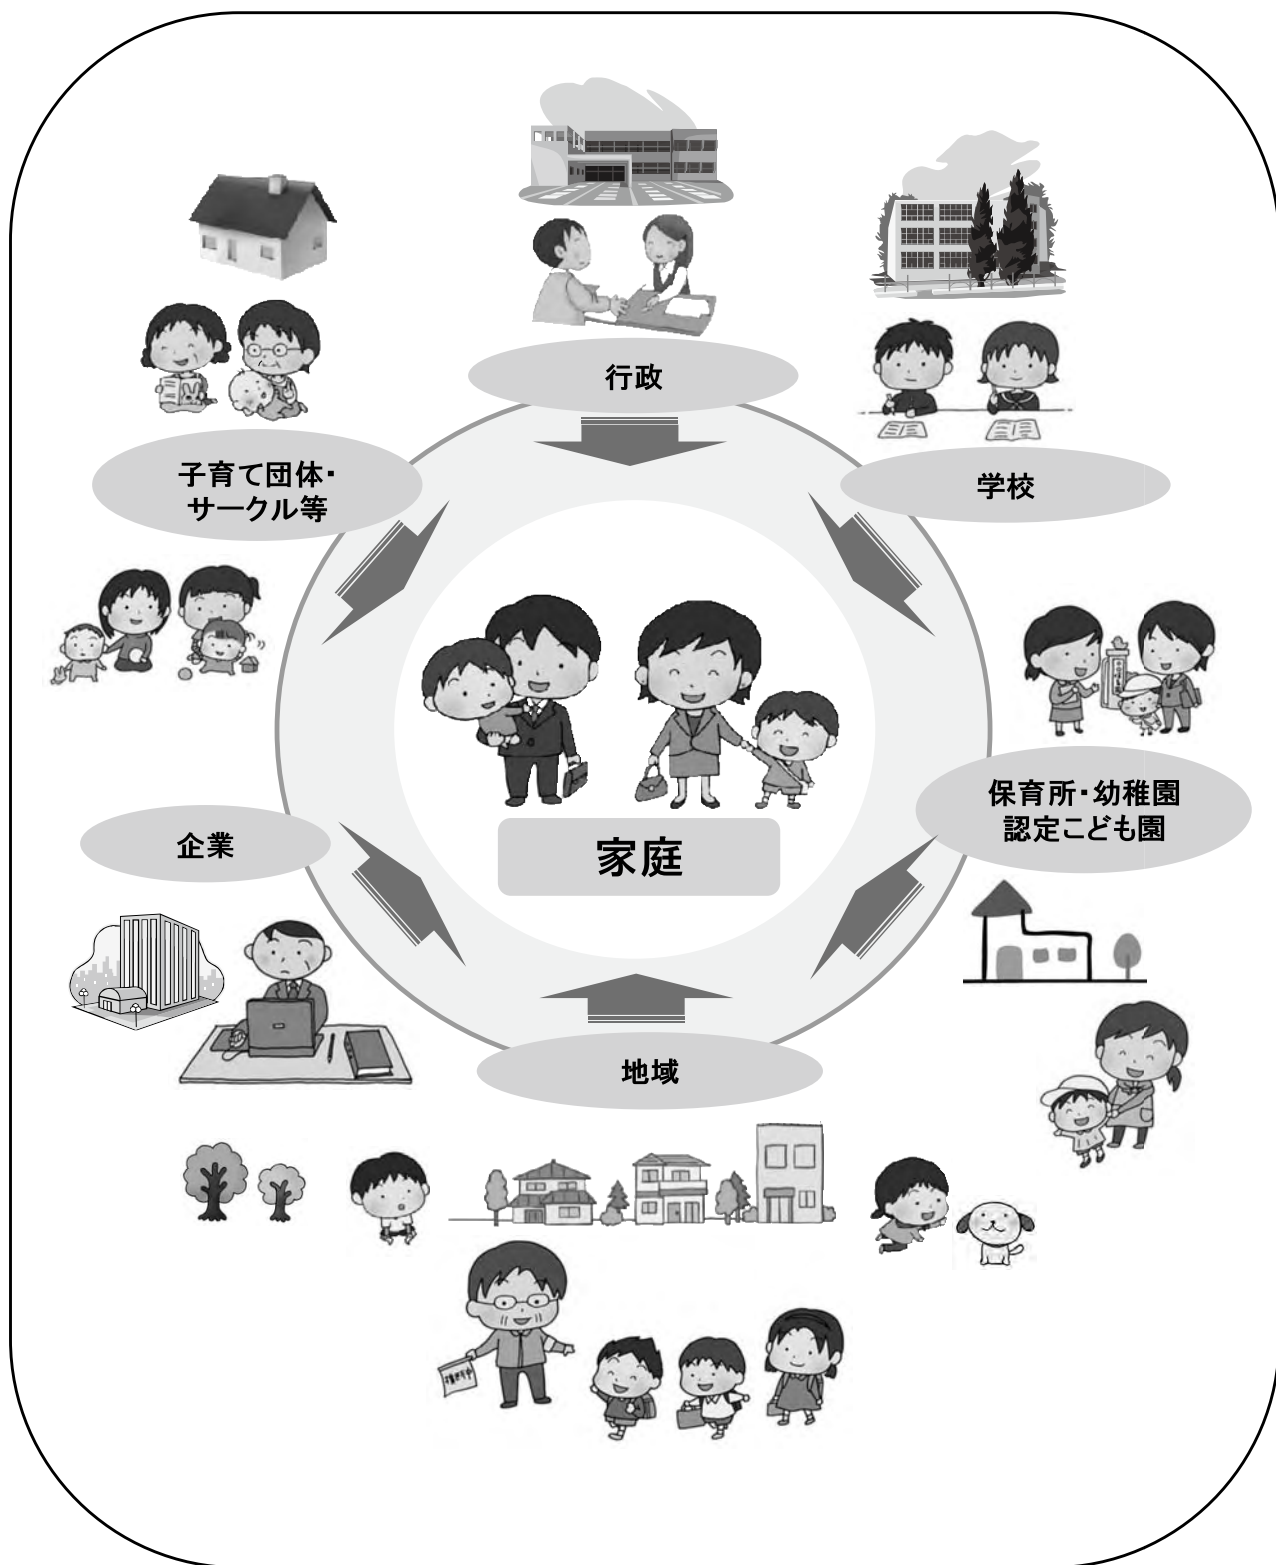 行政
学校
子育て団体・
サークル等
保育所・幼稚園
認定こども園
家庭
企業
地域